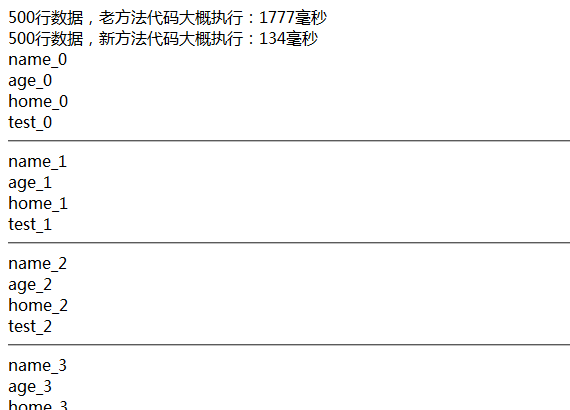 500行数据，老方法代码大概执行：1777毫秒
500行数据，新方法代码大概执行：134毫秒
name_0
age_0
home_0
test_0
name_1
age_1
home_1
test_1
name_2
age_2
home_2
test_2
name_3
age_3
home_3